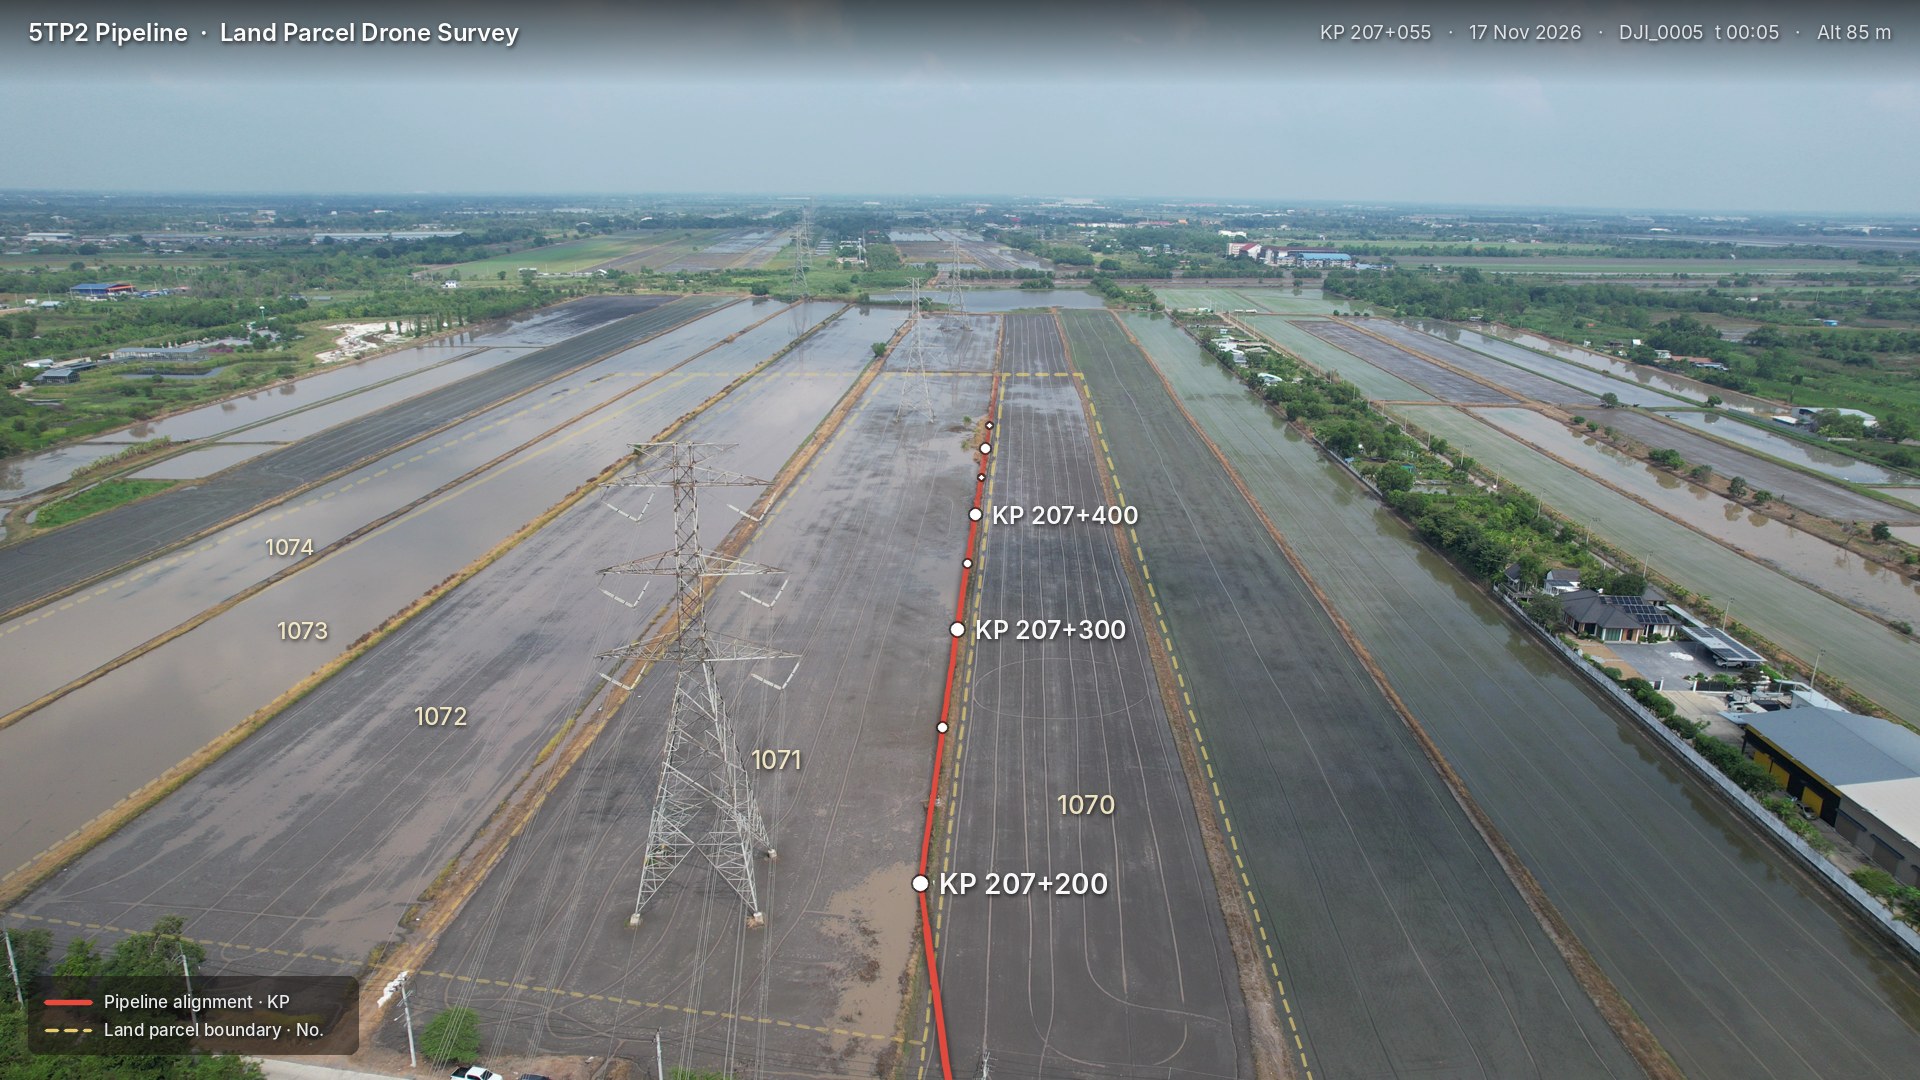 5TP2 Pipeline · Land Parcel Drone Survey
KP 207+055 · 17 Nov 2026 · DJI_0005 t 00:05 · Alt 85 m
KP 207+400
1074
KP 207+300
1073
1072
1071
1070
KP 207+200
Pipeline alignment · KP
Land parcel boundary · No.